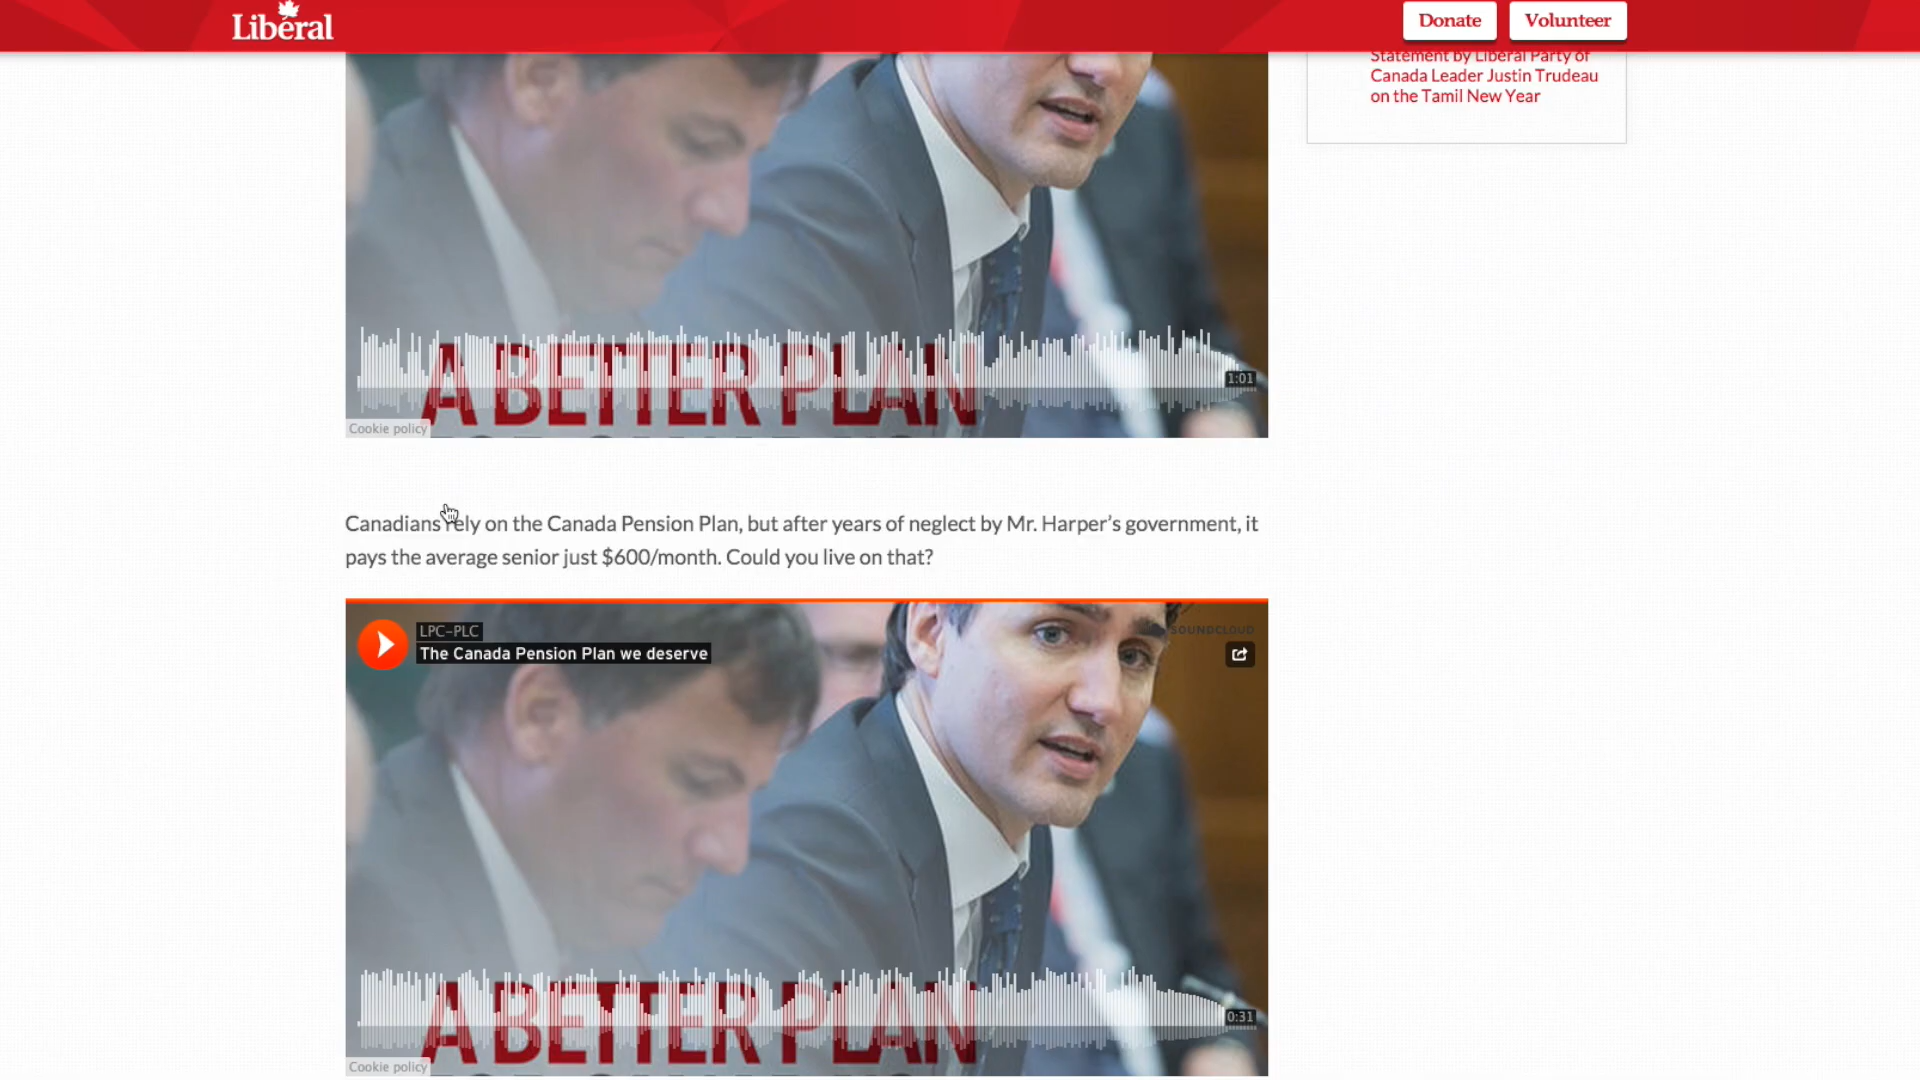 Liberal
Donate
Volunteer
Statement by Liberal Party of
Canada Leader Justin Trudeau
on the Tamil New Year
A BETTER PLAN
1:01
Cookie policy
Canadians rely on the Canada Pension Plan, but after years of neglect by Mr. Harper’s government, it
pays the average senior just $600/month. Could you live on that?
LPC-PLC
SOUNDCLOUD
The Canada Pension Plan we deserve
A BETTER PLAN
0:31
Cookie policy